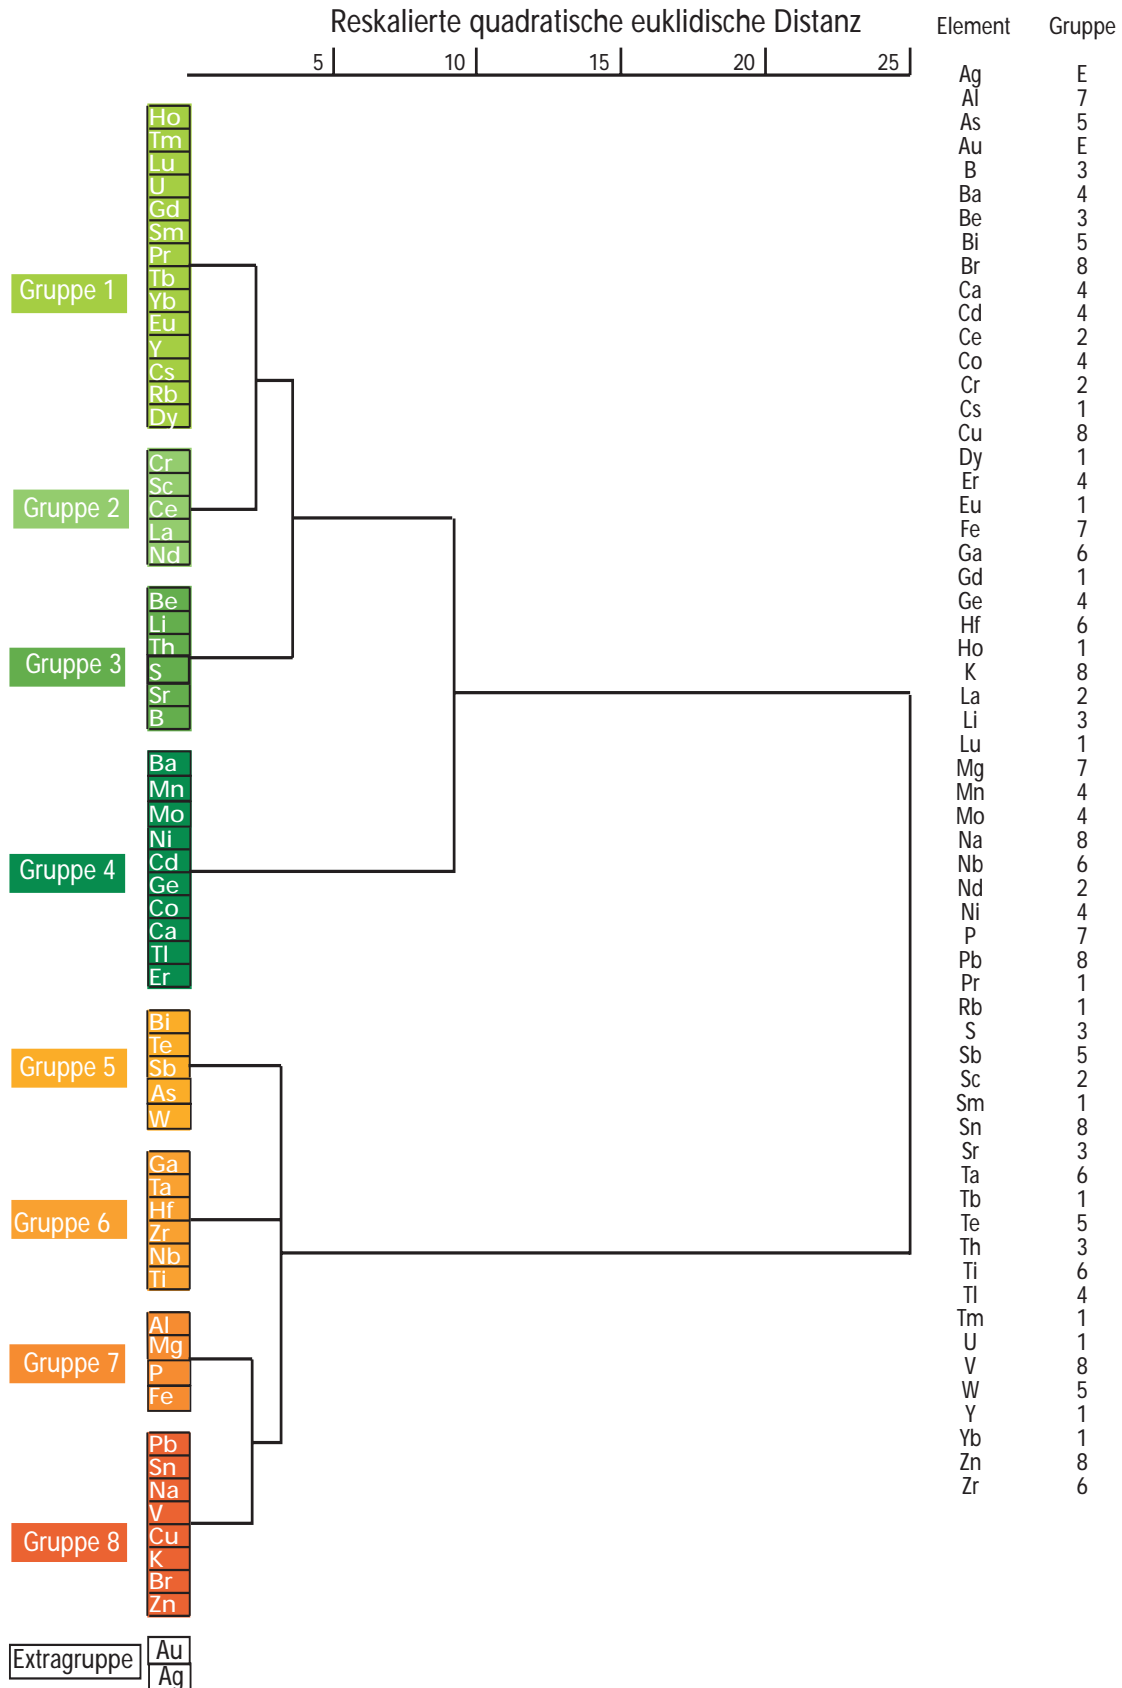 Reskalierte quadratische euklidische Distanz
5 10 15 20 25
Gruppe 1
Ho
Tm
Lu
U
Gd
Sm
Pr
Tb
Yb
Eu
Y
Cs
Rb
Dy
Gruppe 2
Cr
Sc
Ce
La
Nd
Gruppe 3
Be
Li
Th
S
Sr
B
Gruppe 4
Ba
Mn
Mo
Ni
Cd
Ge
Co
Ca
Tl
Er
Gruppe 5
Bi
Te
Sb
As
W
Gruppe 6
Ga
Ta
Hf
Zr
Nb
Ti
Gruppe 7
Al
Mg
P
Fe
Gruppe 8
Pb
Sn
Na
V
Cu
K
Br
Zn
Extragruppe
Au
Ag
Element Gruppe
Ag E
Al 7
As 5
Au E
B 3
Ba 4
Be 3
Bi 5
Br 8
Ca 4
Cd 4
Ce 2
Co 4
Cr 2
Cs 1
Cu 8
Dy 1
Er 4
Eu 1
Fe 7
Ga 6
Gd 1
Ge 4
Hf 6
Ho 1
K 8
La 2
Li 3
Lu 1
Mg 7
Mn 4
Mo 4
Na 8
Nb 6
Nd 2
Ni 4
P 7
Pb 8
Pr 1
Rb 1
S 3
Sb 5
Sc 2
Sm 1
Sn 8
Sr 3
Ta 6
Tb 1
Te 5
Th 3
Ti 6
Tl 4
Tm 1
U 1
V 8
W 5
Y 1
Yb 1
Zn 8
Zr 6